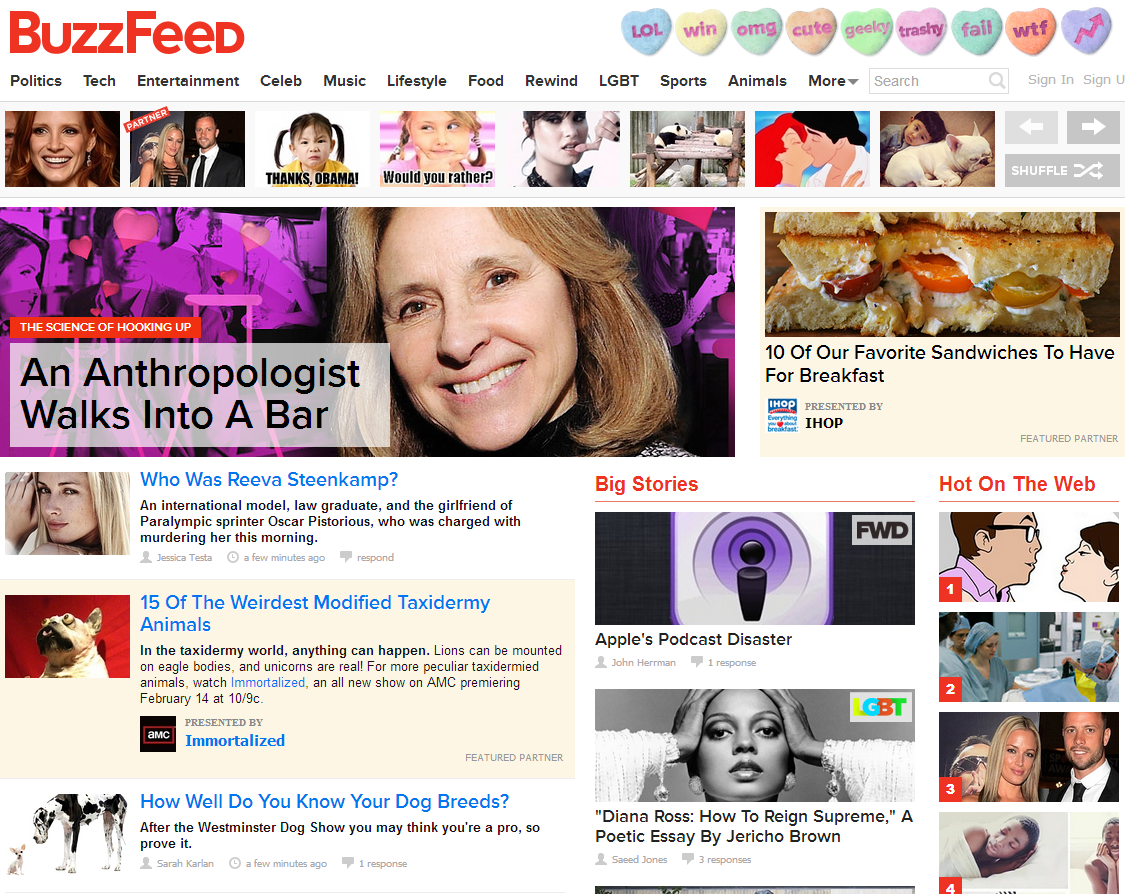 BuzzFeeD
LOL win omg cute geeky trashy fail wtf
Politics Tech Entertainment Celeb Music Lifestyle Food Rewind LGBT Sports Animals More Search Sign In Sign U
PARTNER
THANKS, OBAMA!
Would you rather?
SHUFFLE
THE SCIENCE OF HOOKING UP
An Anthropologist
Walks Into A Bar
10 Of Our Favorite Sandwiches To Have
For Breakfast
IHOP
Everything
you about
breakfast.
PRESENTED BY
IHOP
FEATURED PARTNER
Who Was Reeva Steenkamp?
An international model, law graduate, and the girlfriend of
Paralympic sprinter Oscar Pistorious, who was charged with
murdering her this morning.
Jessica Testa a few minutes ago respond
15 Of The Weirdest Modified Taxidermy
Animals
In the taxidermy world, anything can happen. Lions can be mounted
on eagle bodies, and unicorns are real! For more peculiar taxidermied
animals, watch Immortalized, an all new show on AMC premiering
February 14 at 10/9c.
amc
PRESENTED BY
Immortalized
FEATURED PARTNER
How Well Do You Know Your Dog Breeds?
After the Westminster Dog Show you may think you're a pro, so
prove it.
Sarah Karlan a few minutes ago 1 response
Big Stories
FWD
Apple's Podcast Disaster
John Herrman 1 response
LGBT
"Diana Ross: How To Reign Supreme," A
Poetic Essay By Jericho Brown
Saeed Jones 3 responses
Hot On The Web
1
2
3
4